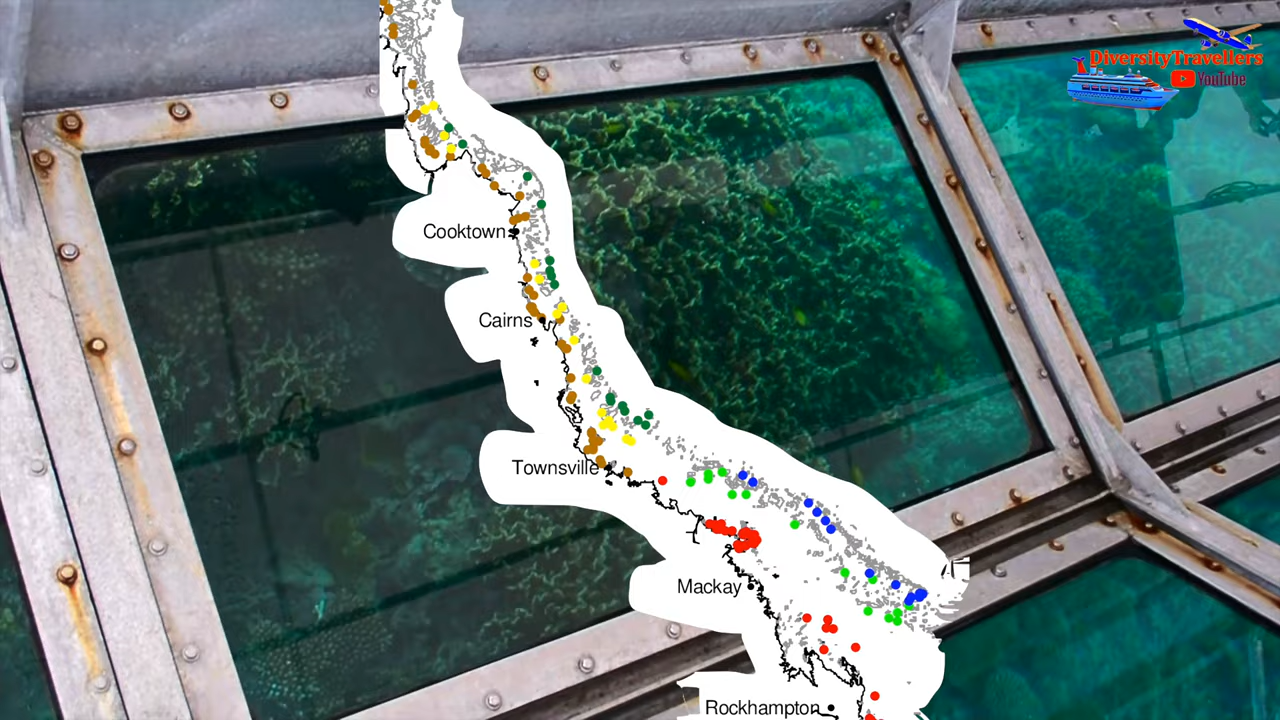 DiversityTravellers
YouTube
Cooktown
Cairns
Townsville
Mackay
Rockhampton